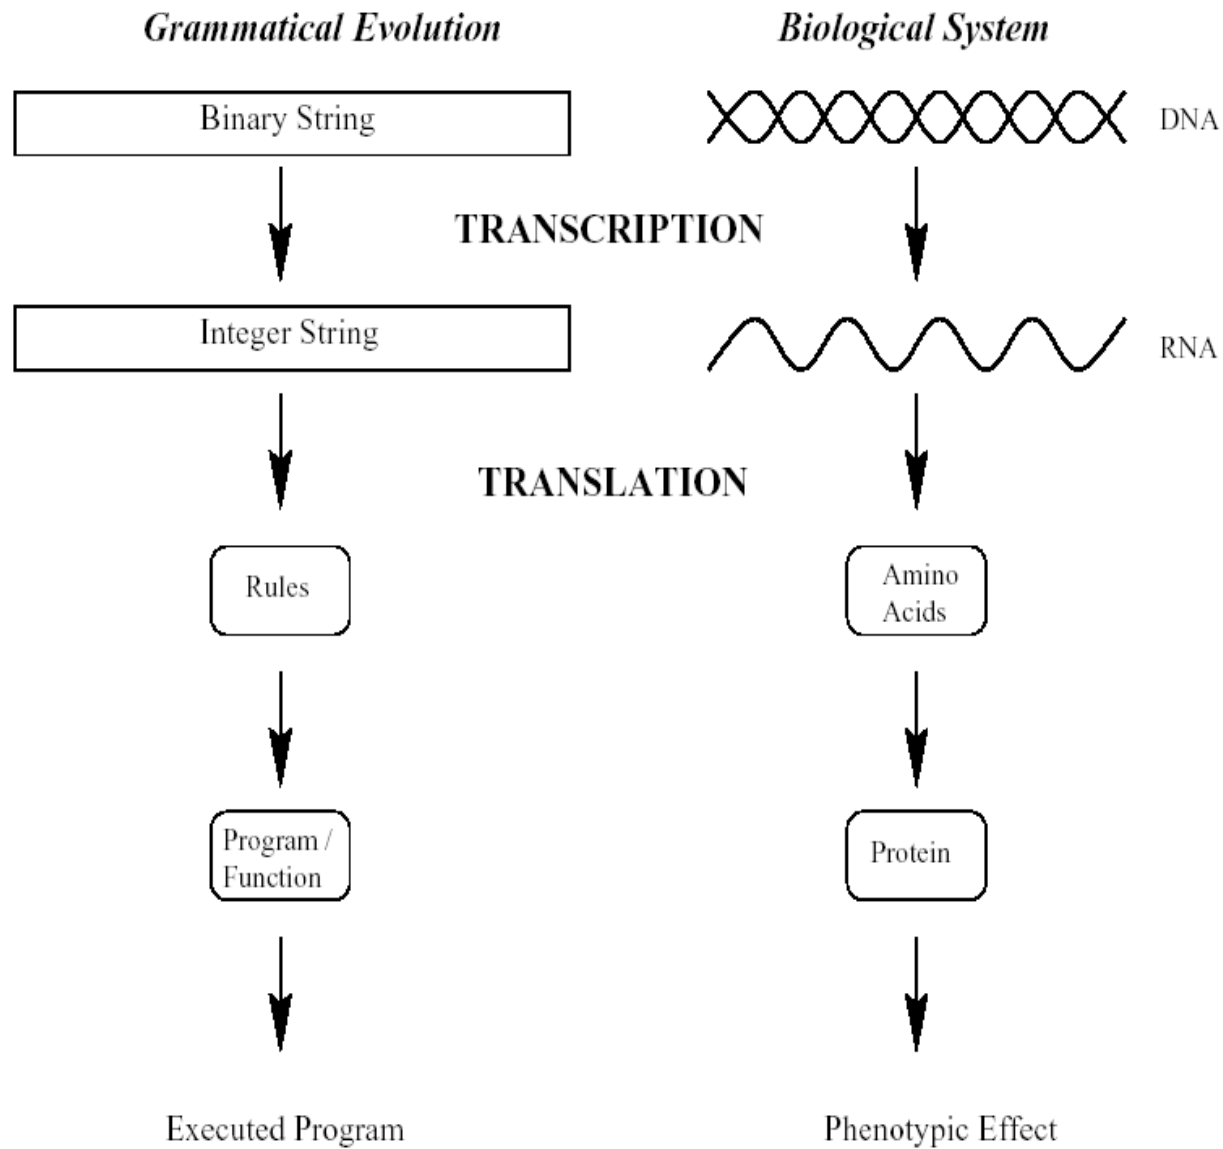 Grammatical Evolution
Biological System
Binary String
DNA
TRANSCRIPTION
Integer String
RNA
TRANSLATION
Rules
Amino
Acids
Program /
Function
Protein
Executed Program
Phenotypic Effect